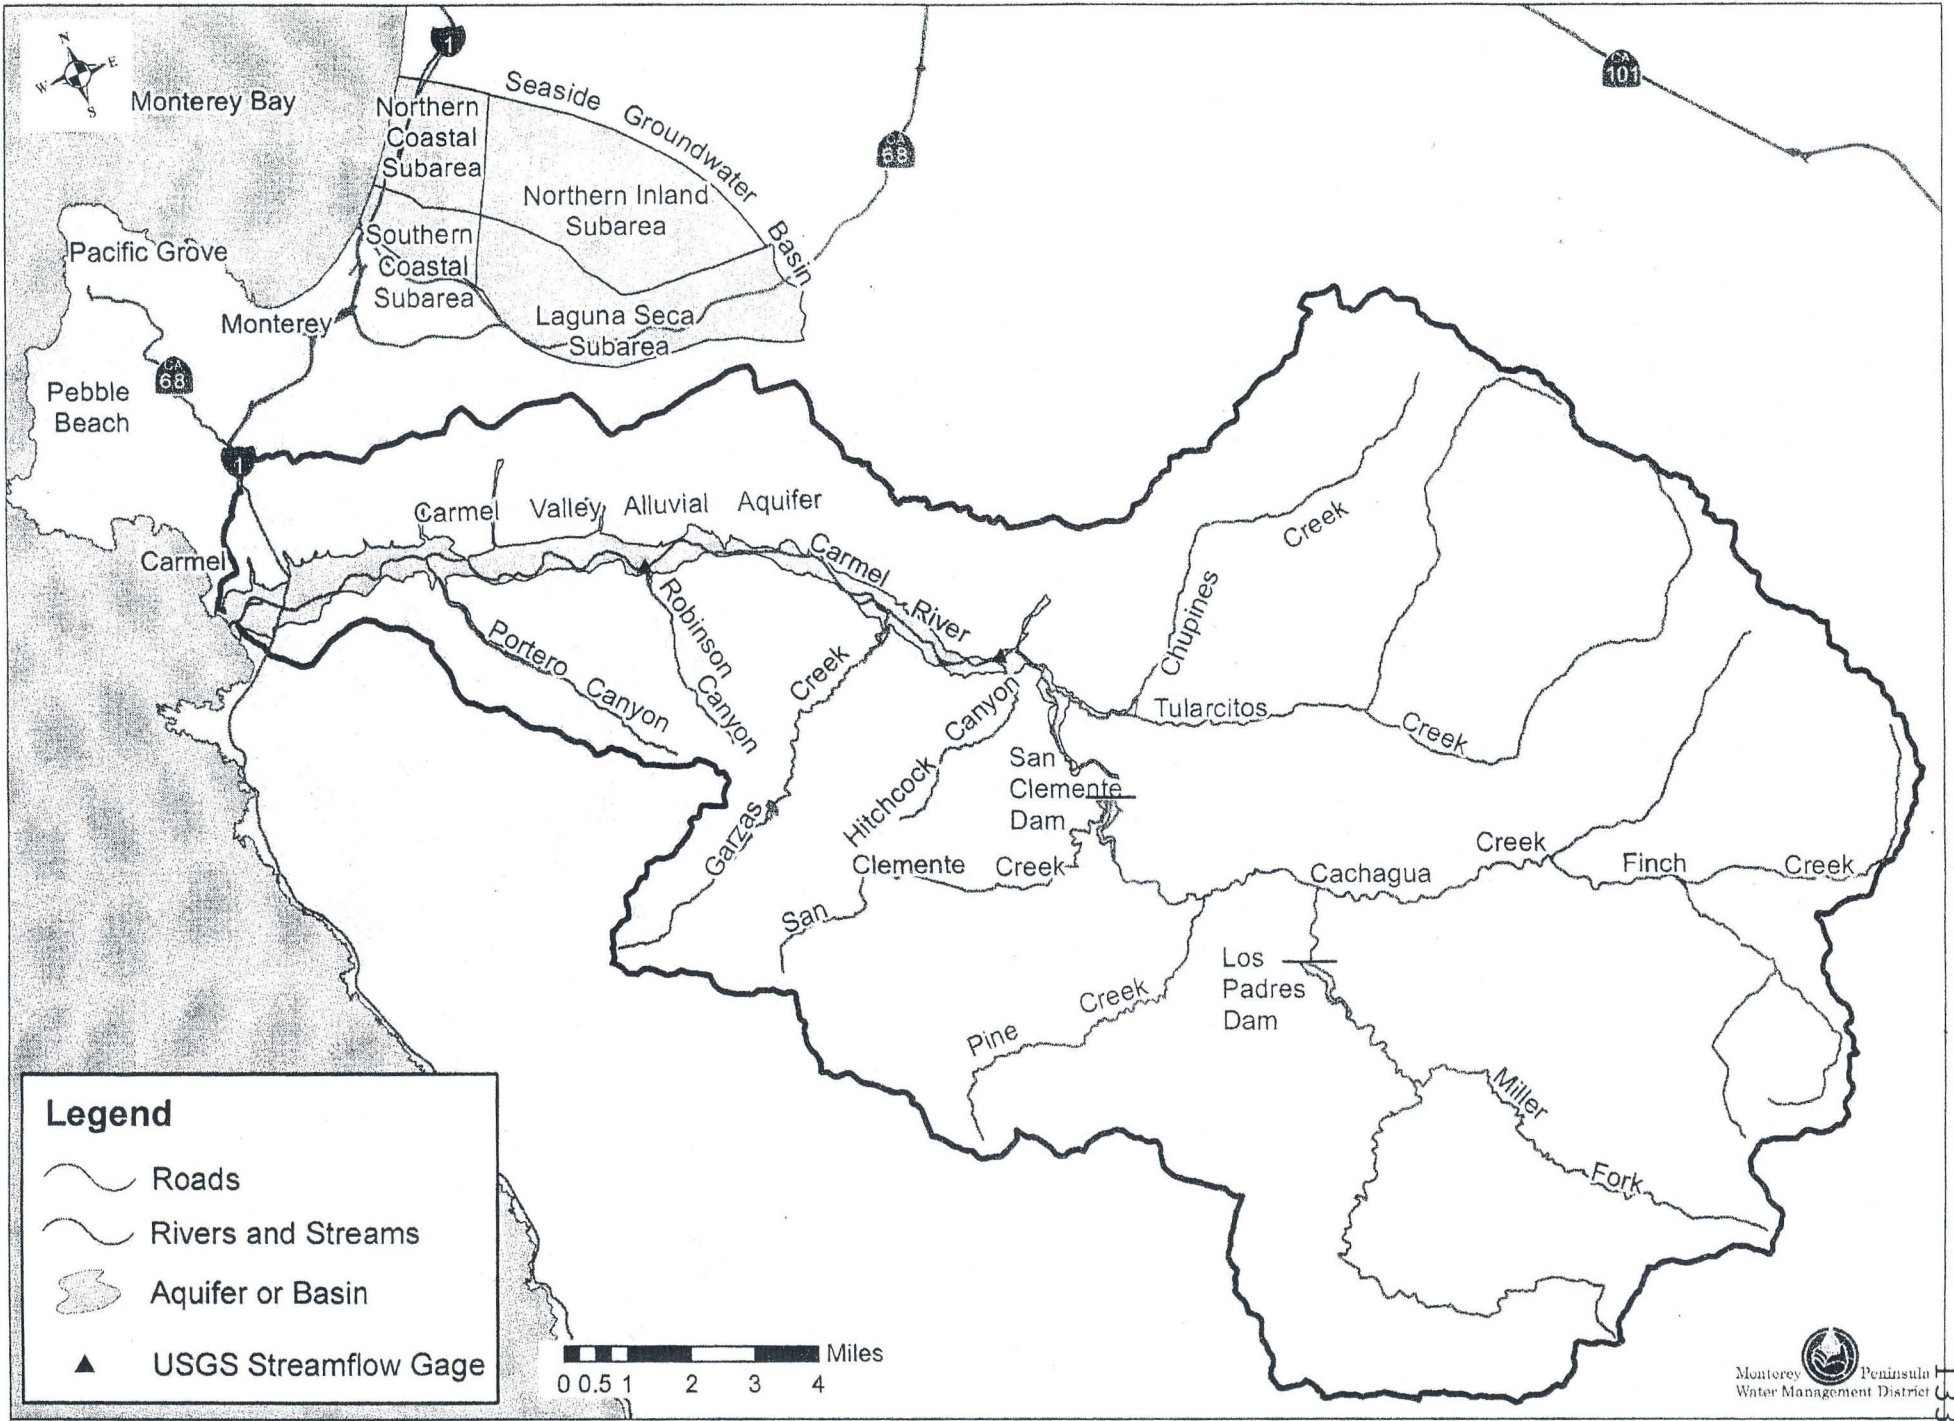 N
E
W
S
Monterey Bay
1
Seaside Groundwater Basin
CA
101
Northern
Coastal
Subarea
68
Northern Inland
Subarea
Pacific Grove
Southern
Coastal
Subarea
Monterey
Laguna Seca
Subarea
CA
68
Pebble
Beach
1
Carmel Valley Alluvial Aquifer
Carmel
Carmel River
Creek
Chupines
Portero Canyon
Robinson Canyon
Garzas Creek
Hitchcock Canyon
Tularcitos Creek
San
Clemente
Dam
San Clemente Creek
Cachagua Creek
Finch Creek
Los
Padres
Dam
Pine Creek
Miller Fork
Legend
Roads
Rivers and Streams
Aquifer or Basin
USGS Streamflow Gage
Miles
0 0.5 1 2 3 4
Monterey Peninsula
Water Management District